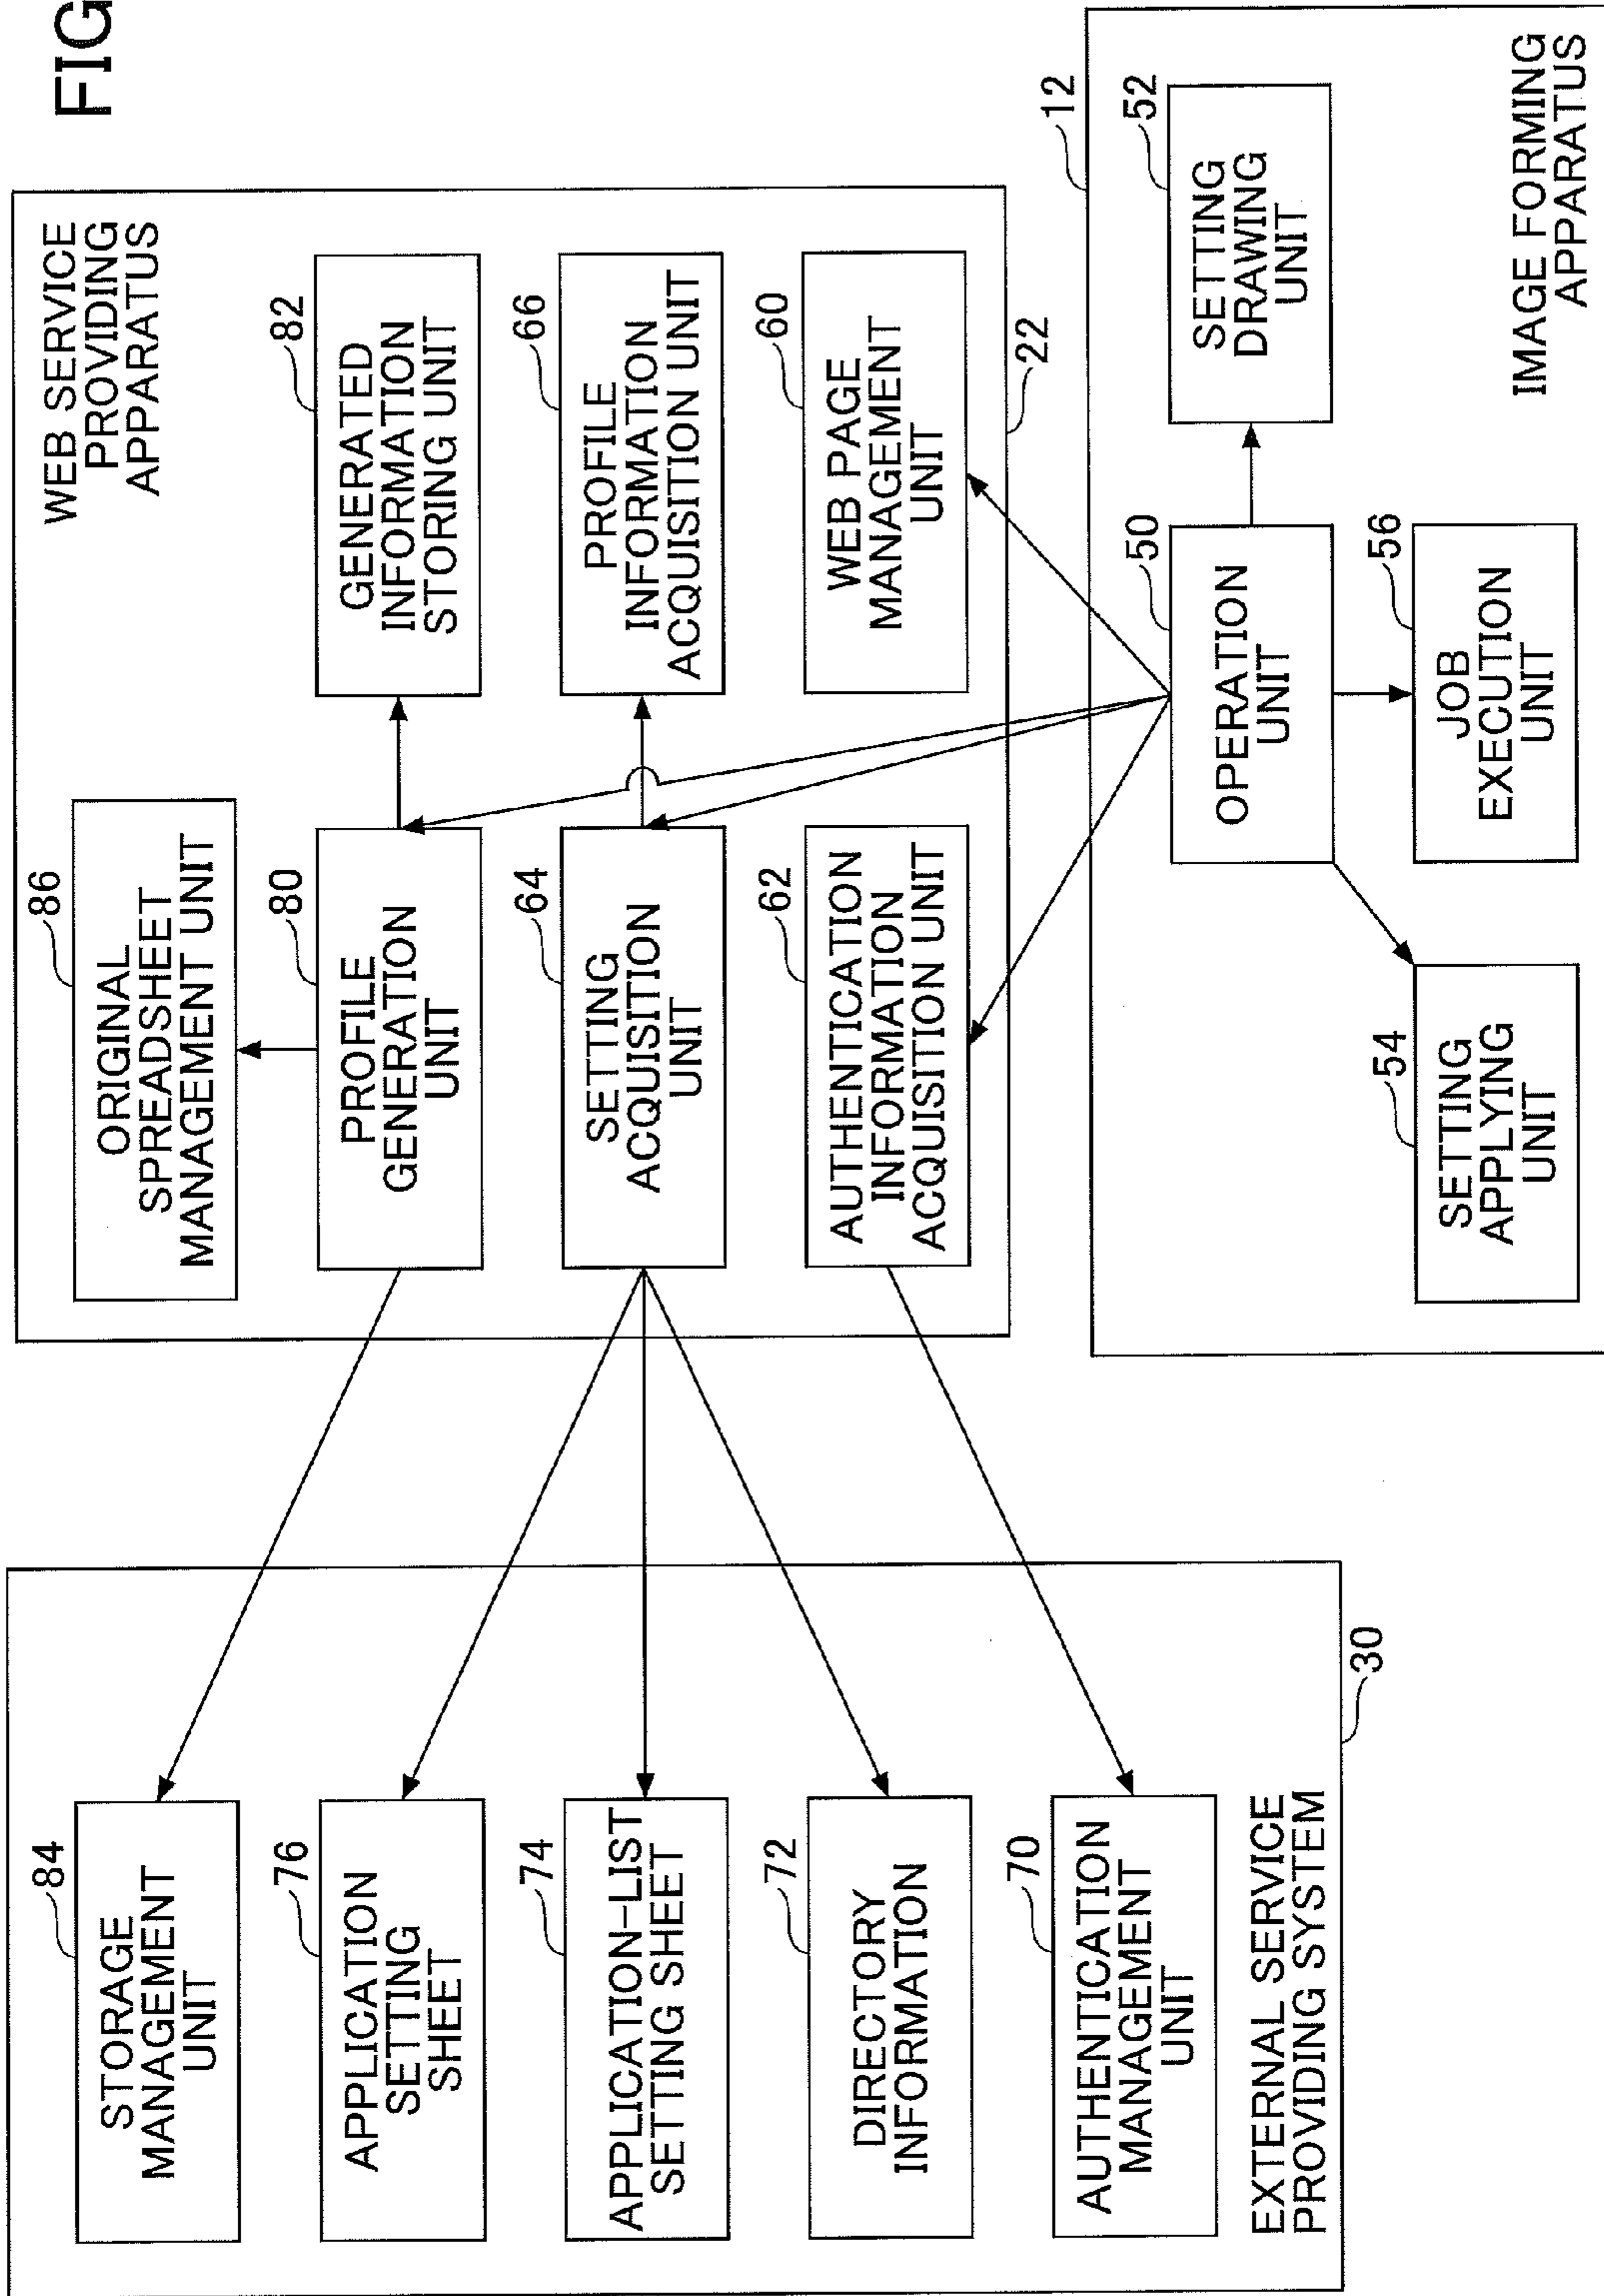 FIG
EXTERNAL SERVICE
PROVIDING SYSTEM
30
84
STORAGE
MANAGEMENT
UNIT
76
APPLICATION
SETTING
SHEET
74
APPLICATION-LIST
SETTING SHEET
72
DIRECTORY
INFORMATION
70
AUTHENTICATION
MANAGEMENT
UNIT
WEB SERVICE
PROVIDING
APPARATUS
22
86
ORIGINAL
SPREADSHEET
MANAGEMENT UNIT
80
PROFILE
GENERATION
UNIT
82
GENERATED
INFORMATION
STORING UNIT
64
SETTING
ACQUISITION
UNIT
66
PROFILE
INFORMATION
ACQUISITION UNIT
62
AUTHENTICATION
INFORMATION
ACQUISITION UNIT
60
WEB PAGE
MANAGEMENT
UNIT
12
50
OPERATION
UNIT
52
SETTING
DRAWING
UNIT
54
SETTING
APPLYING
UNIT
56
JOB
EXECUTION
UNIT
IMAGE FORMING
APPARATUS